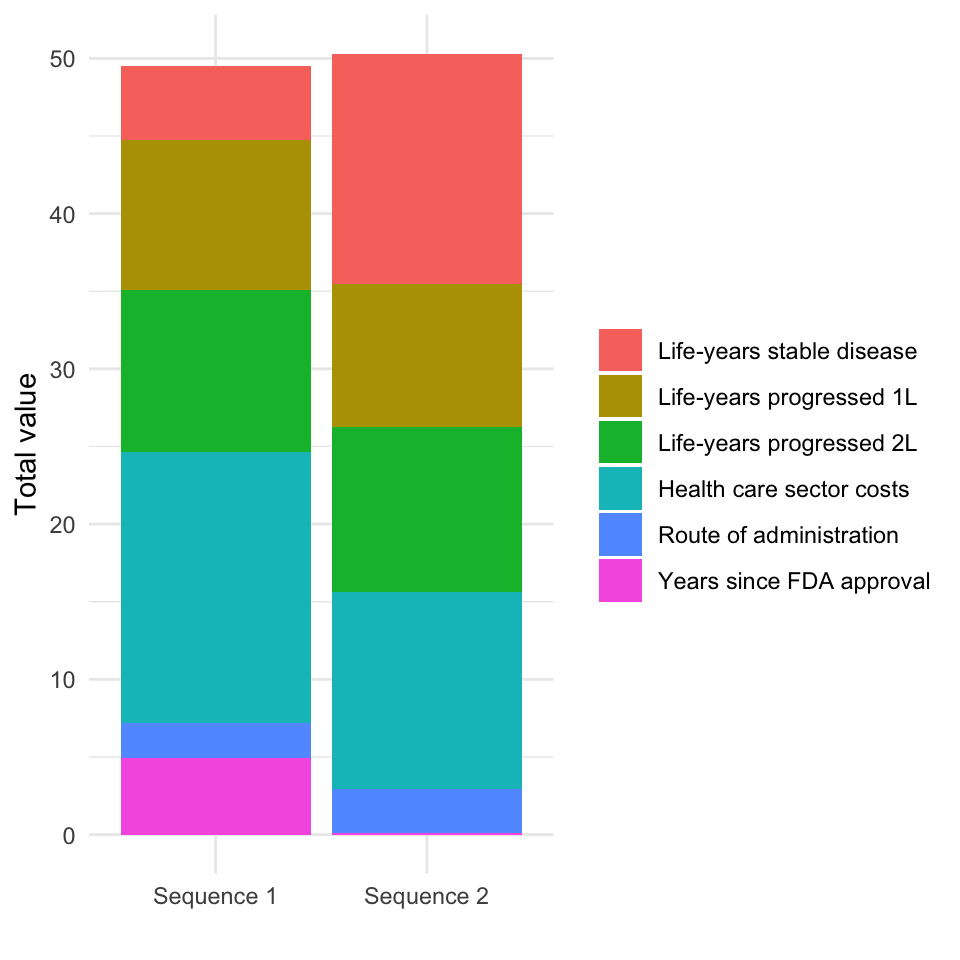 Total value
50
40
30
20
10
0
Sequence 1
Sequence 2
Life-years stable disease
Life-years progressed 1L
Life-years progressed 2L
Health care sector costs
Route of administration
Years since FDA approval